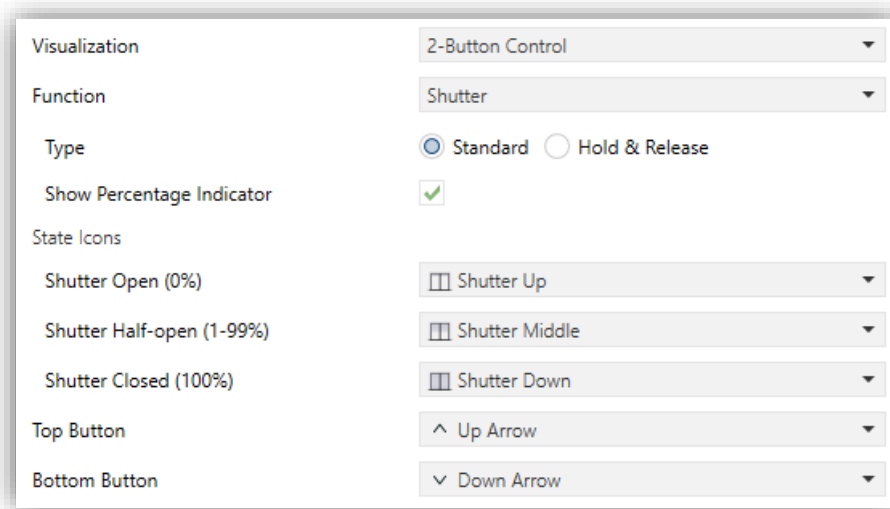 Visualization 2-Button Control
Function Shutter
Type Standard Hold & Release
Show Percentage Indicator
State Icons
Shutter Open (0%) Shutter Up
Shutter Half-open (1-99%) Shutter Middle
Shutter Closed (100%) Shutter Down
Top Button Up Arrow
Bottom Button Down Arrow